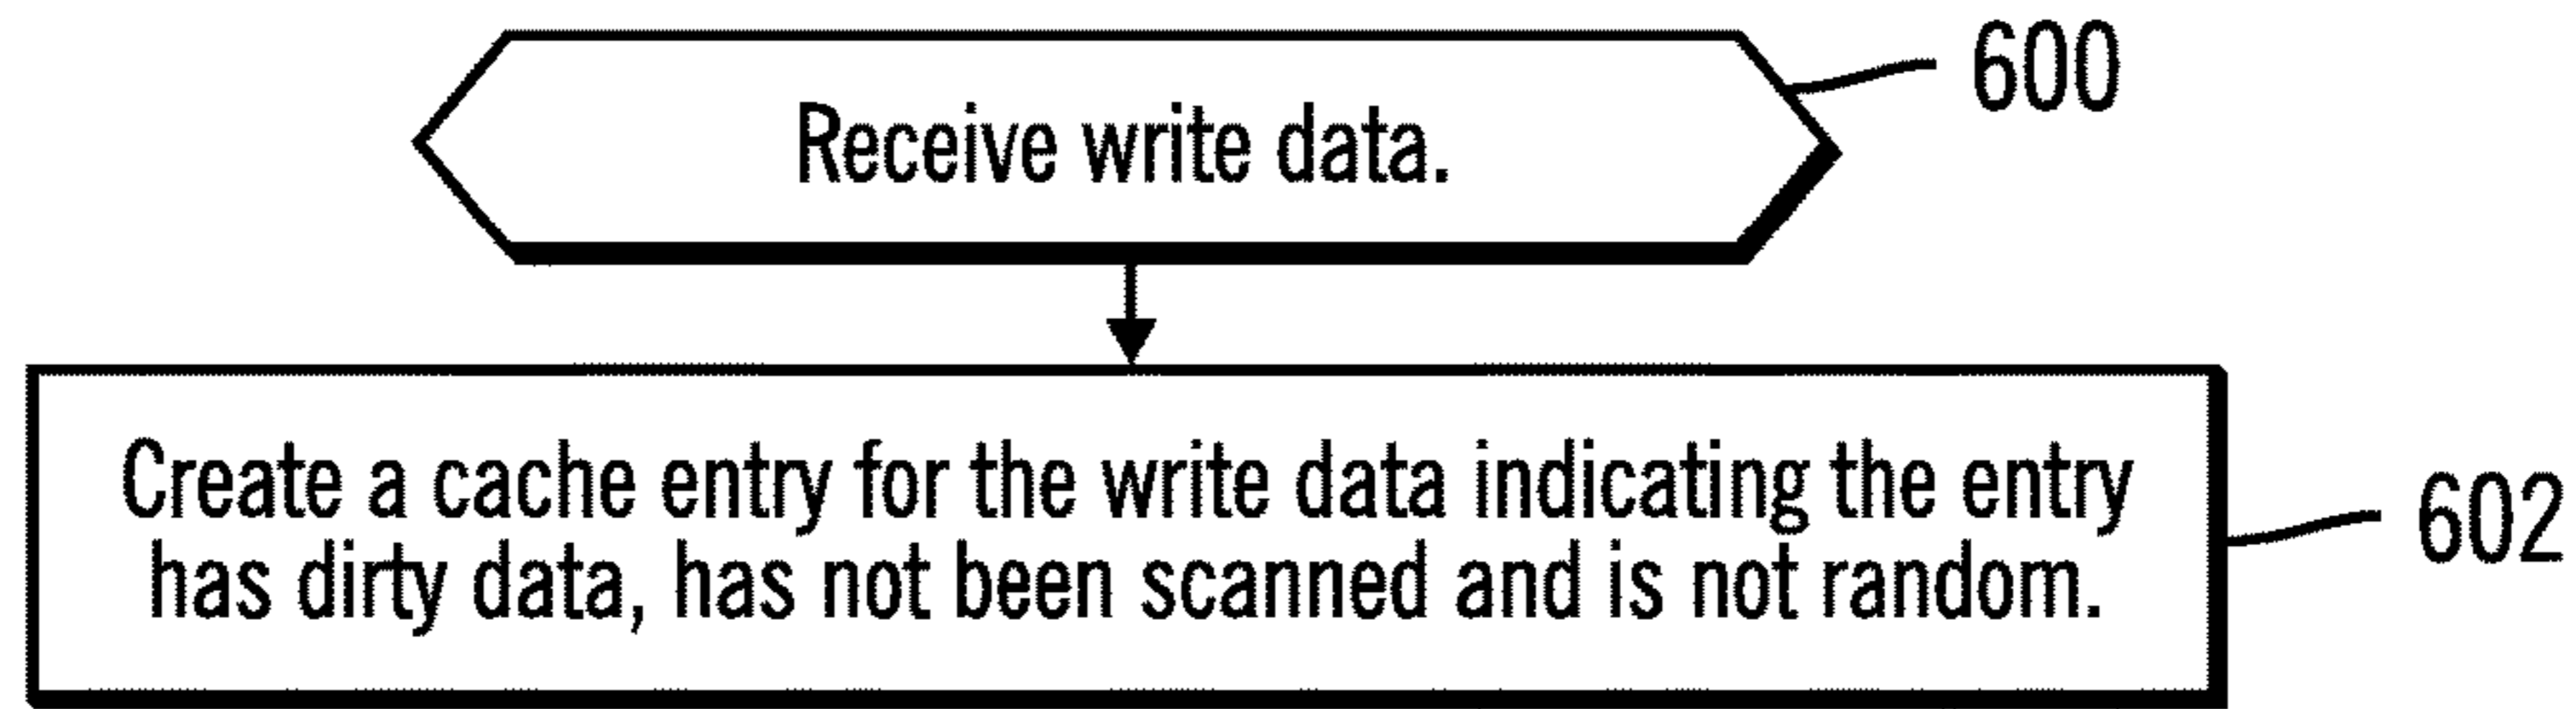 600
Receive write data.
Create a cache entry for the write data indicating the entry
has dirty data, has not been scanned and is not random.
602